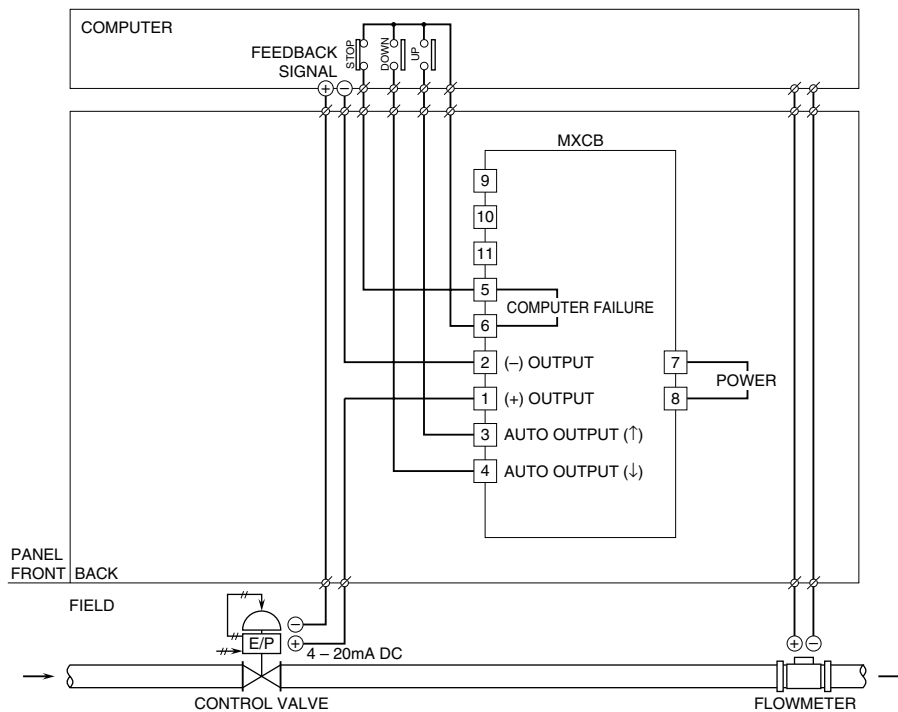 COMPUTER
FEEDBACK
SIGNAL
STOP
DOWN
UP
+
–
MXCB
9
10
11
5
COMPUTER FAILURE
6
2
(–) OUTPUT
7
POWER
1
(+) OUTPUT
8
3
AUTO OUTPUT (↑)
4
AUTO OUTPUT (↓)
PANEL
FRONT
BACK
FIELD
–
E/P
+
4 – 20mA DC
+
–
CONTROL VALVE
FLOWMETER